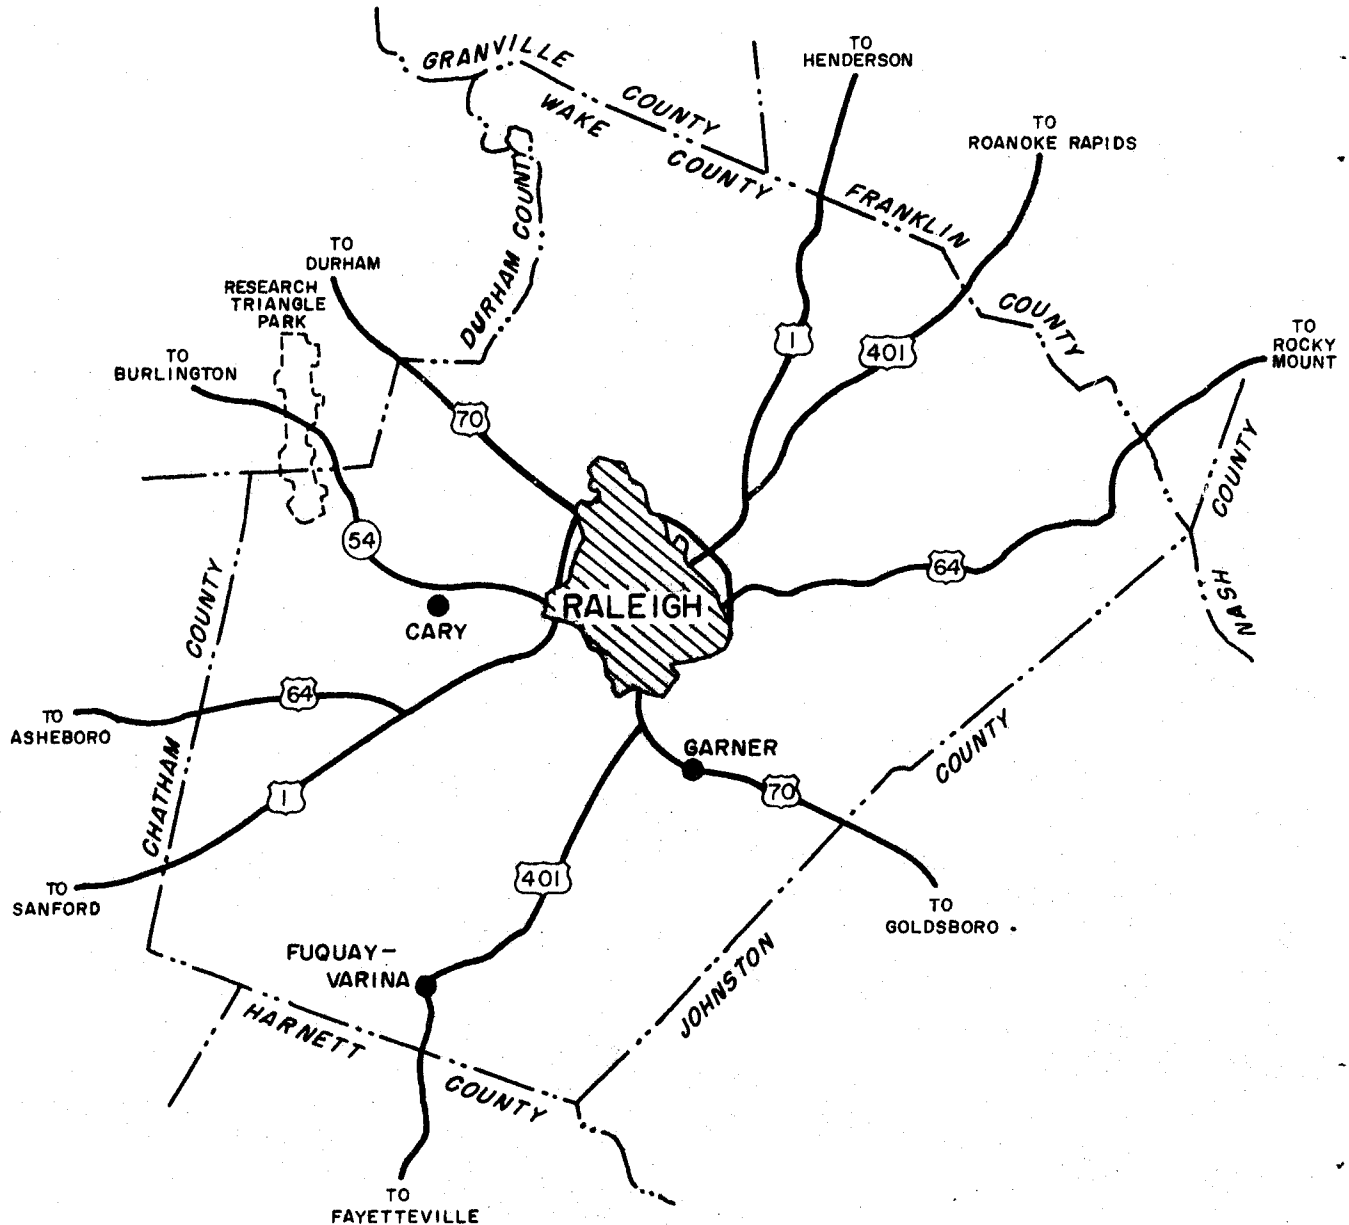 TO
HENDERSON
GRANVILLE
COUNTY
WAKE
COUNTY
TO
ROANOKE RAPIDS
FRANKLIN
COUNTY
DURHAM COUNTY
TO
DURHAM
RESEARCH
TRIANGLE
PARK
TO
BURLINGTON
TO
ROCKY
MOUNT
1
401
70
COUNTY
NASH
54
64
RALEIGH
CARY
COUNTY
CHATHAM
64
TO
ASHEBORO
1
TO
SANFORD
GARNER
70
COUNTY
JOHNSTON
401
TO
GOLDSBORO
FUQUAY-
VARINA
HARNETT
COUNTY
TO
FAYETTEVILLE